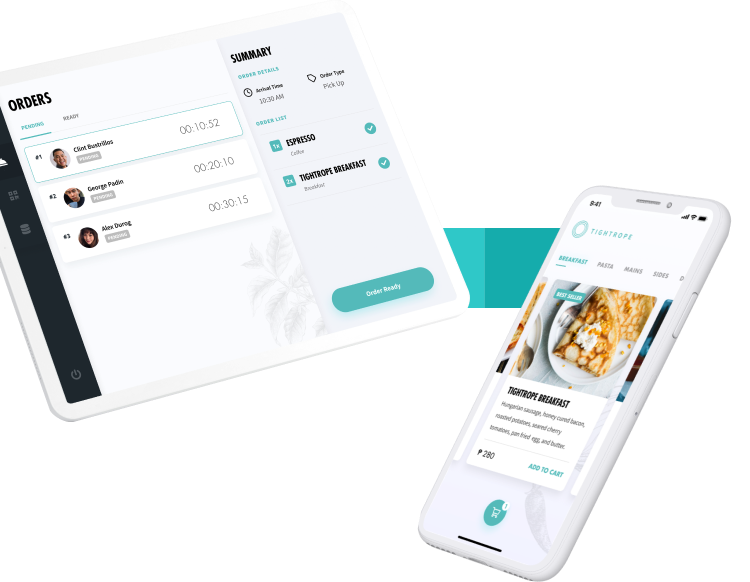 ORDERS
PENDING
READY
#1
Clint Bustrillos
PENDING
00:10:52
#2
George Padin
PENDING
00:20:10
#3
Alex Durog
PENDING
00:30:15
SUMMARY
ORDER DETAILS
Arrival Time
10:30 AM
Order Type
Pick Up
ORDER LIST
1x
ESPRESSO
Coffee
2x
TIGHTROPE BREAKFAST
Breakfast
Order Ready
9:41
TIGHTROPE
BREAKFAST
PASTA
MAINS
SIDES
BEST SELLER
TIGHTROPE BREAKFAST
Hungarian sausage, honey cured bacon,
roasted potatoes, seared cherry
tomatoes, pan fried egg, and butter.
₱ 280
ADD TO CART